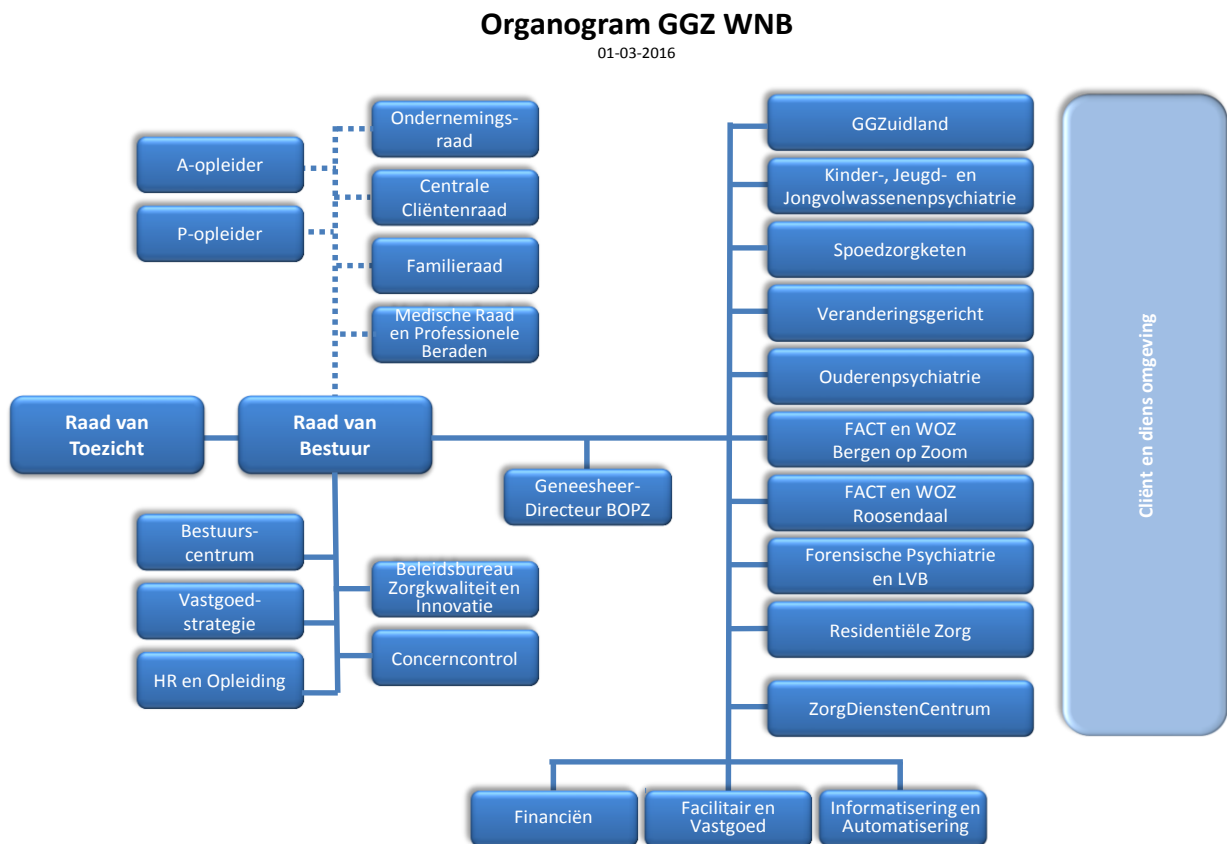 Organogram GGZ WNB
01-03-2016
Ondernemings-
raad
A-opleider
Centrale
Cliëntenraad
P-opleider
Familieraad
Medische Raad
en Professionele
Beraden
Raad van
Toezicht
Raad van
Bestuur
Geneesheer-
Directeur BOPZ
Bestuurs-
centrum
Vastgoed-
strategie
HR en Opleiding
Beleidsbureau
Zorgkwaliteit en
Innovatie
Concerncontrol
GGZuidland
Kinder-, Jeugd- en
Jongvolwassenenpsychiatrie
Spoedzorgketen
Veranderingsgericht
Ouderenpsychiatrie
FACT en WOZ
Bergen op Zoom
FACT en WOZ
Roosendaal
Forensische Psychiatrie
en LVB
Residentiële Zorg
ZorgDienstenCentrum
Financiën
Facilitair en
Vastgoed
Informatisering en
Automatisering
Cliënt en diens omgeving